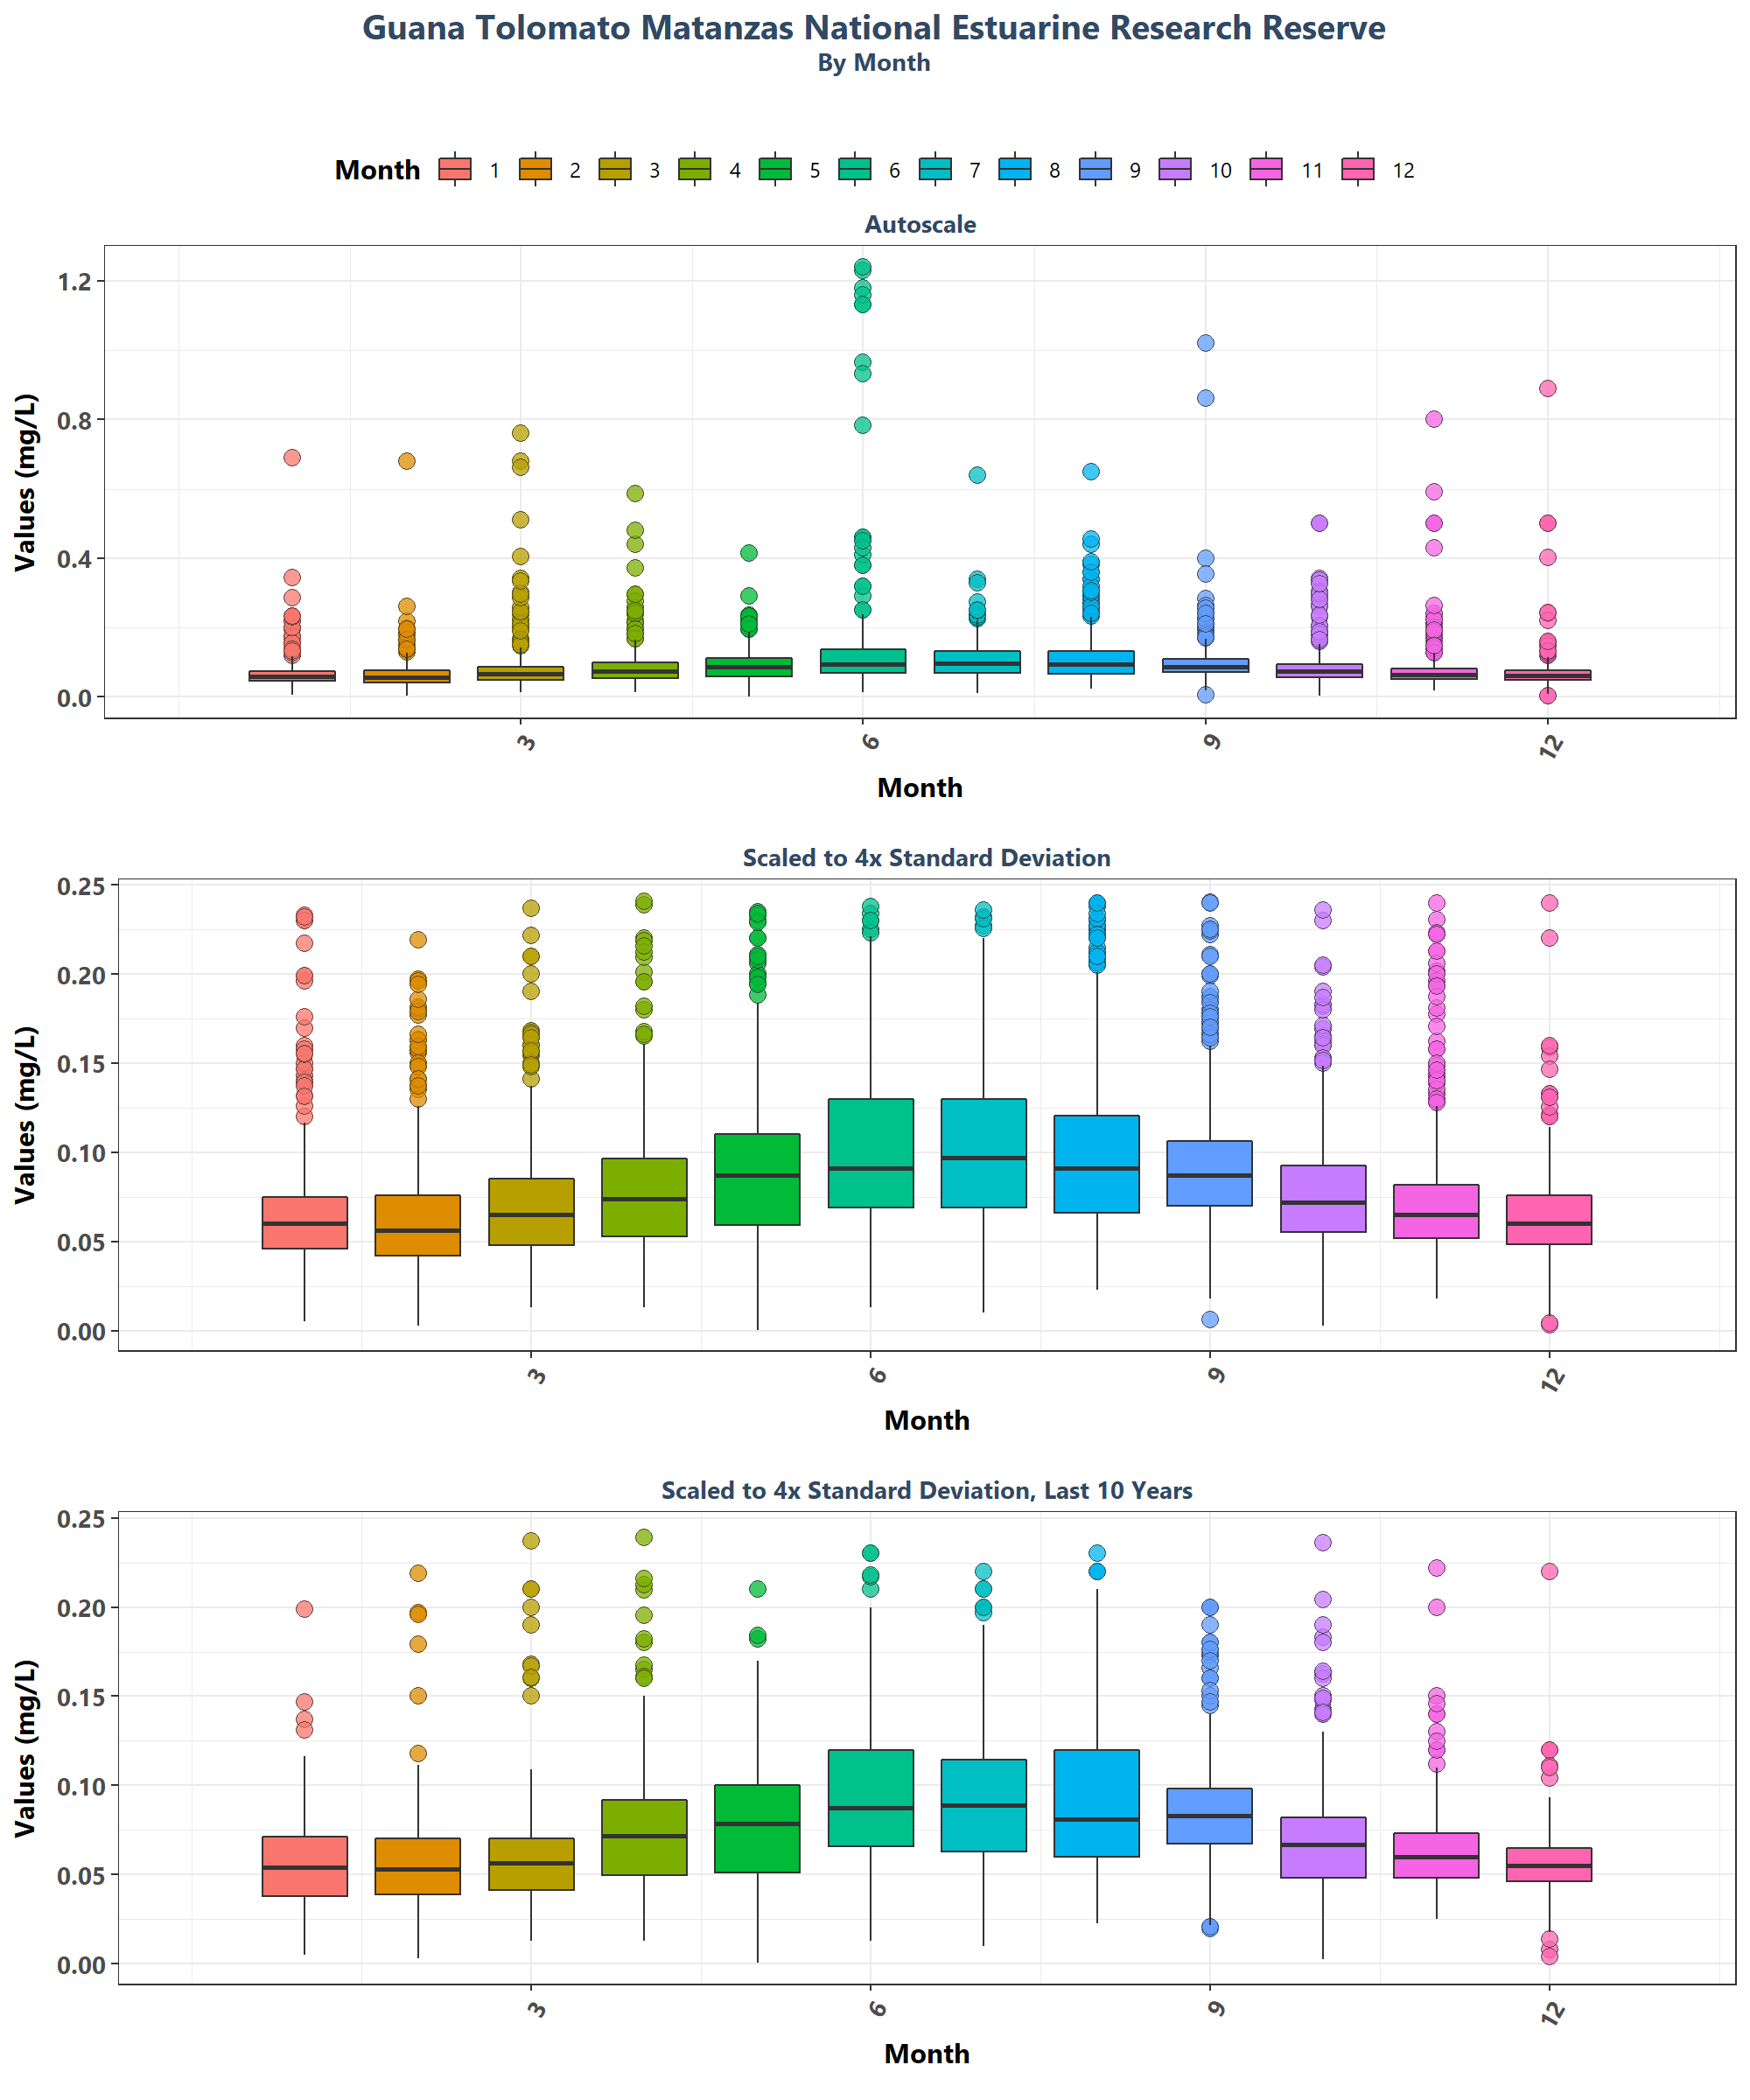 Guana Tolomato Matanzas National Estuarine Research Reserve
By Month
Month 1 2 3 4 5 6 7 8 9 10 11 12
Autoscale
Values (mg/L)
1.2
0.8
0.4
0.0
3 6 9 12
Month
Scaled to 4x Standard Deviation
Values (mg/L)
0.25
0.20
0.15
0.10
0.05
0.00
3 6 9 12
Month
Scaled to 4x Standard Deviation, Last 10 Years
Values (mg/L)
0.25
0.20
0.15
0.10
0.05
0.00
3 6 9 12
Month